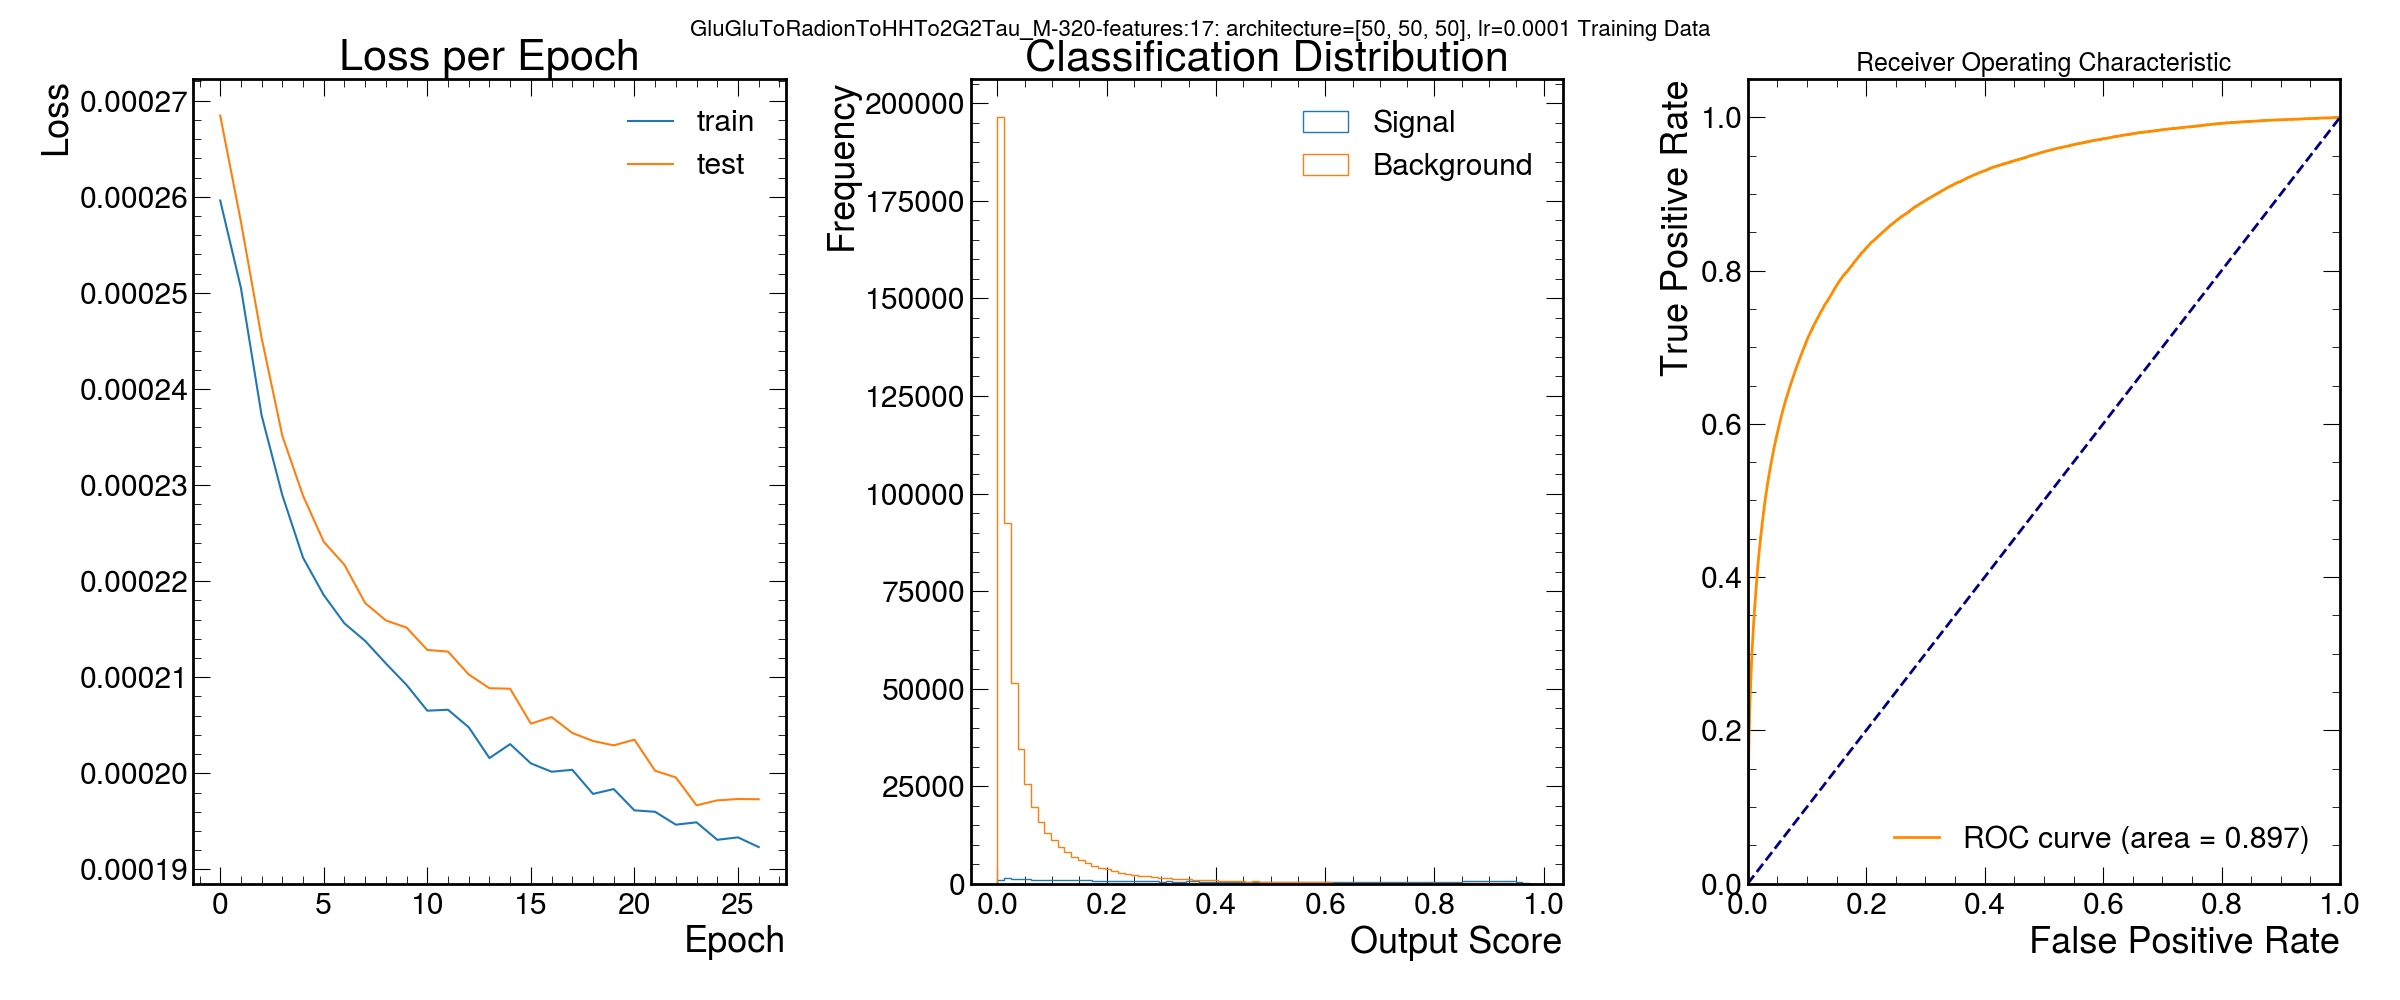 GluGluToRadionToHHTo2G2Tau_M-320-features:17: architecture=[50, 50, 50], lr=0.0001 Training Data
Loss per Epoch
Loss
0.00027
0.00026
0.00025
0.00024
0.00023
0.00022
0.00021
0.00020
0.00019
train
test
0 5 10 15 20 25
Epoch
Classification Distribution
Frequency
200000
175000
150000
125000
100000
75000
50000
25000
0
Signal
Background
0.0 0.2 0.4 0.6 0.8 1.0
Output Score
Receiver Operating Characteristic
True Positive Rate
1.0
0.8
0.6
0.4
0.2
0.0
ROC curve (area = 0.897)
0.0 0.2 0.4 0.6 0.8 1.0
False Positive Rate